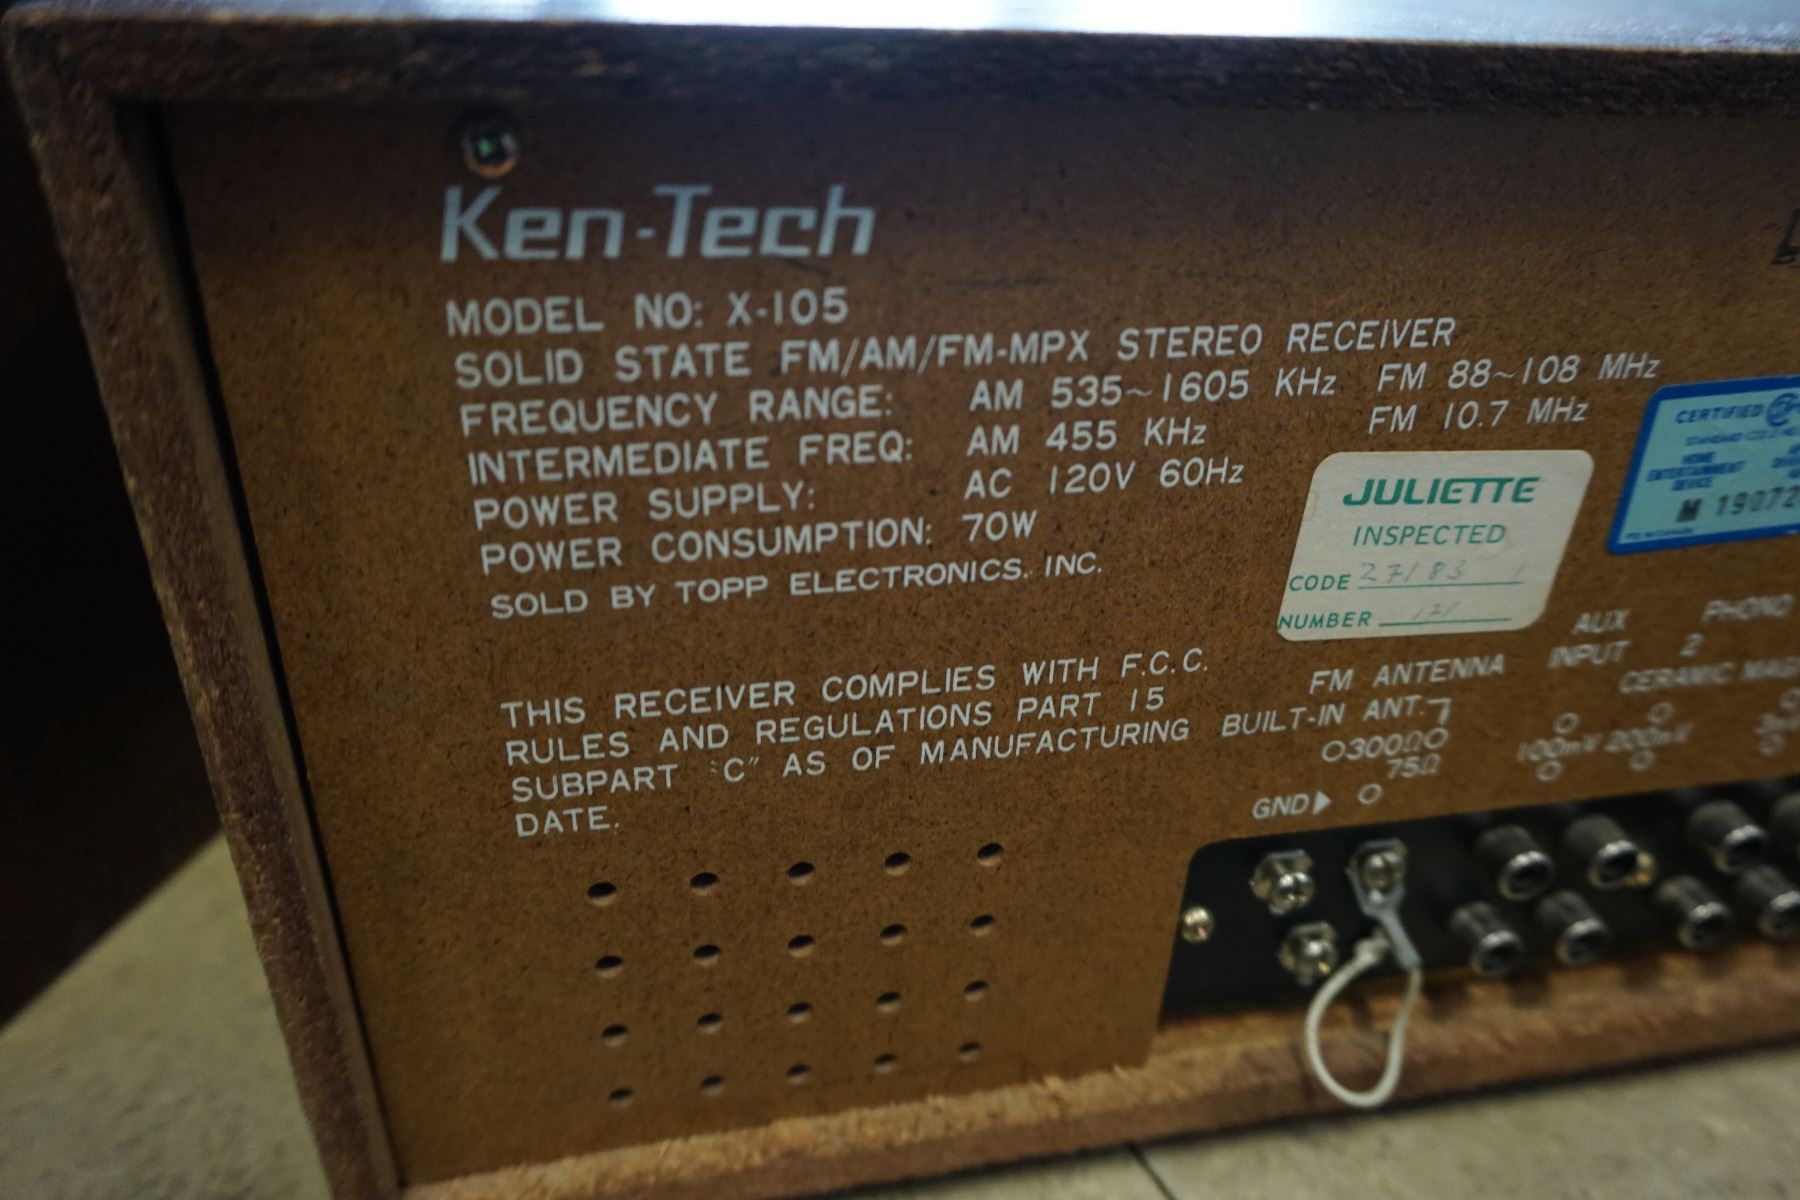 Ken-Tech
MODEL NO: X-105
SOLID STATE FM/AM/FM-MPX STEREO RECEIVER
FREQUENCY RANGE: AM 535~1605 KHz FM 88~108 MHz
INTERMEDIATE FREQ: AM 455 KHz FM 10.7 MHz
POWER SUPPLY: AC 120V 60Hz
POWER CONSUMPTION: 70W
SOLD BY TOPP ELECTRONICS, INC.
THIS RECEIVER COMPLIES WITH F.C.C.
RULES AND REGULATIONS PART 15
SUBPART "C" AS OF MANUFACTURING
DATE.
JULIETTE
INSPECTED
CODE 27183
NUMBER
CERTIFIED
HOME
ENTERTAINMENT
DEVICE
M 19072
FM ANTENNA
BUILT-IN ANT.
300Ω
75Ω
GND
AUX
INPUT
100mV
PHONO
2
CERAMIC
200mV